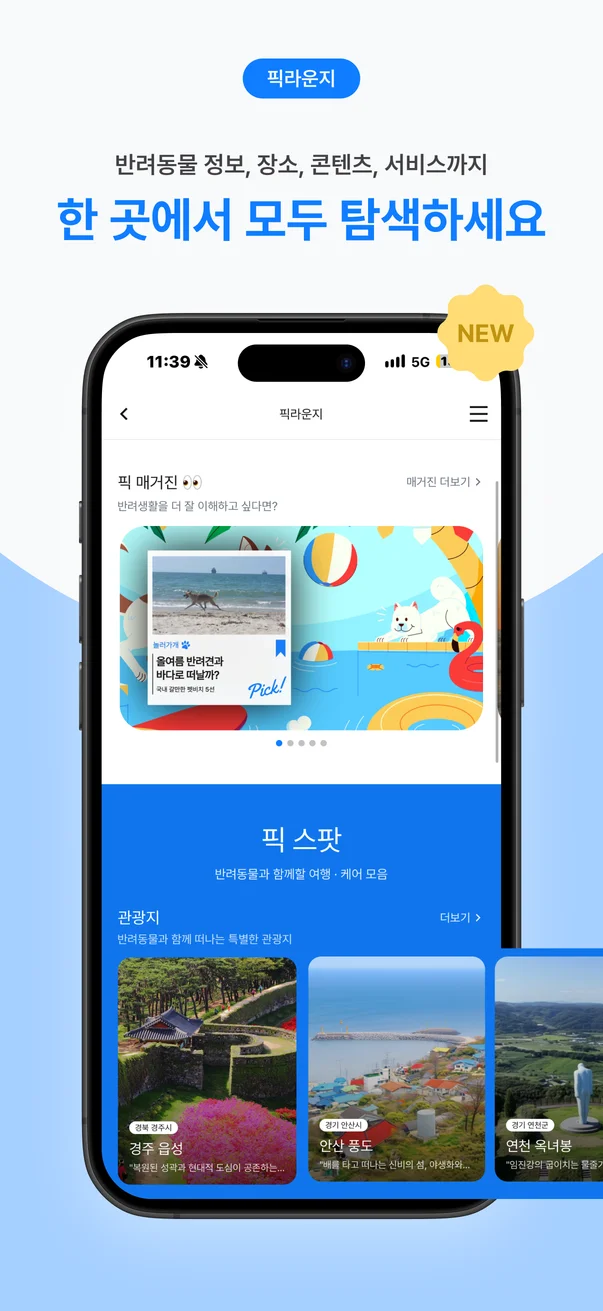 픽라운지
반려동물 정보, 장소, 콘텐츠, 서비스까지
한 곳에서 모두 탐색하세요
NEW
11:39
5G
픽라운지
픽 매거진 👀
매거진 더보기 >
반려생활을 더 잘 이해하고 싶다면?
놀러가개 🐾
올여름 반려견과
바다로 떠날까?
국내 갈만한 펫비치 5선
Pick!
픽 스팟
반려동물과 함께할 여행 · 케어 모음
관광지
더보기 >
반려동물과 함께 떠나는 특별한 관광지
경북 경주시
경주 읍성
"복원된 성곽과 현대적 도심이 공존하는...
경기 안산시
안산 풍도
"배를 타고 떠나는 신비의 섬, 야생화와...
경기 연천군
연천 옥녀봉
"임진강의 굽이치는 물줄기